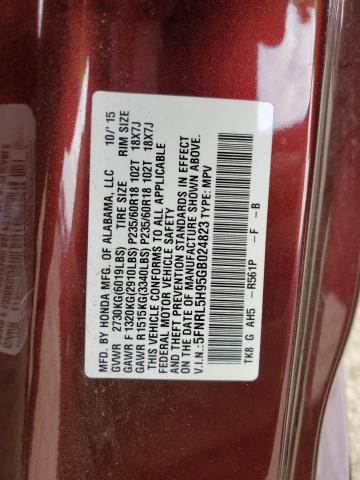 MFD. BY HONDA MFG. OF ALABAMA, LLC 10/'15
GVWR 2730KG(6019LBS) TIRE SIZE RIM SIZE
GAWR F 1320KG(2910LBS) P235/60R18 102T 18X7J
GAWR R1515KG(3340LBS) P235/60R18 102T 18X7J
THIS VEHICLE CONFORMS TO ALL APPLICABLE
FEDERAL MOTOR VEHICLE SAFETY
AND THEFT PREVENTION STANDARDS IN EFFECT
ON THE DATE OF MANUFACTURE SHOWN ABOVE.
V.I.N.:5FNRL5H95GB024823 TYPE: MPV
TK8 G AH5 -R561P -F -B